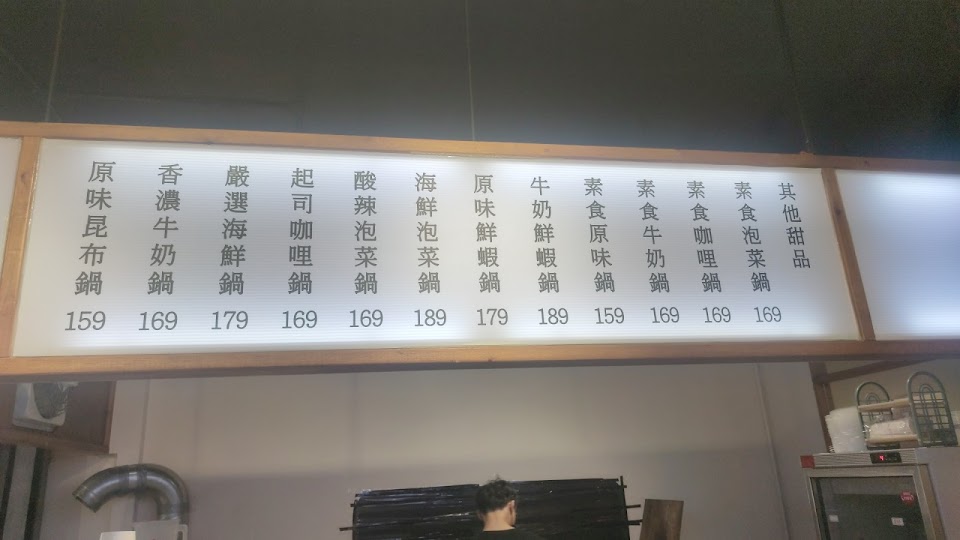 原味昆布鍋 159
香濃牛奶鍋 169
嚴選海鮮鍋 179
起司咖哩鍋 169
酸辣泡菜鍋 169
海鮮泡菜鍋 189
原味鮮蝦鍋 179
牛奶鮮蝦鍋 189
素食原味鍋 159
素食牛奶鍋 169
素食咖哩鍋 169
素食泡菜鍋 169
其他甜品